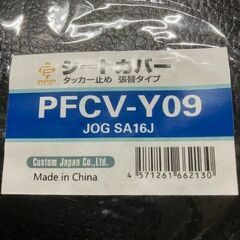 シートカバー
タッカー止め 張替タイプ
PFCV-Y09
JOG SA16J
Custom Japan Co.,Ltd.
Made in China
4 571261 662130